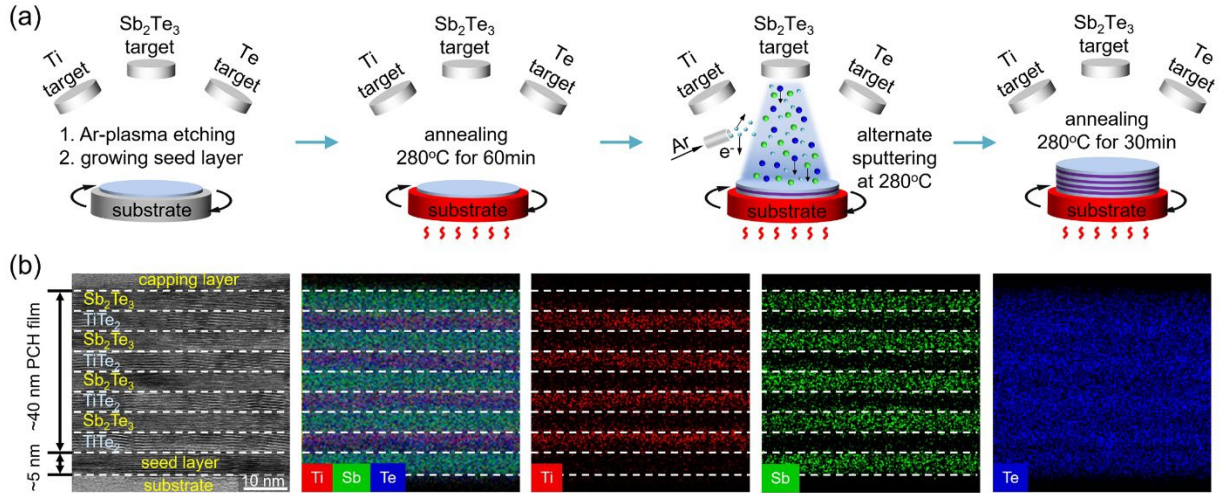 (a)
Ti
target
Sb₂Te₃
target
Te
target
1. Ar-plasma etching
2. growing seed layer
substrate
Ti
target
Sb₂Te₃
target
Te
target
annealing
280°C for 60min
substrate
Ti
target
Sb₂Te₃
target
Te
target
Ar
e⁻
alternate
sputtering
at 280°C
substrate
Ti
target
Sb₂Te₃
target
Te
target
annealing
280°C for 30min
substrate
(b)
~40 nm PCH film
~5 nm
capping layer
Sb₂Te₃
TiTe₂
Sb₂Te₃
TiTe₂
Sb₂Te₃
TiTe₂
Sb₂Te₃
TiTe₂
seed layer
substrate
10 nm
Ti Sb Te
Ti
Sb
Te